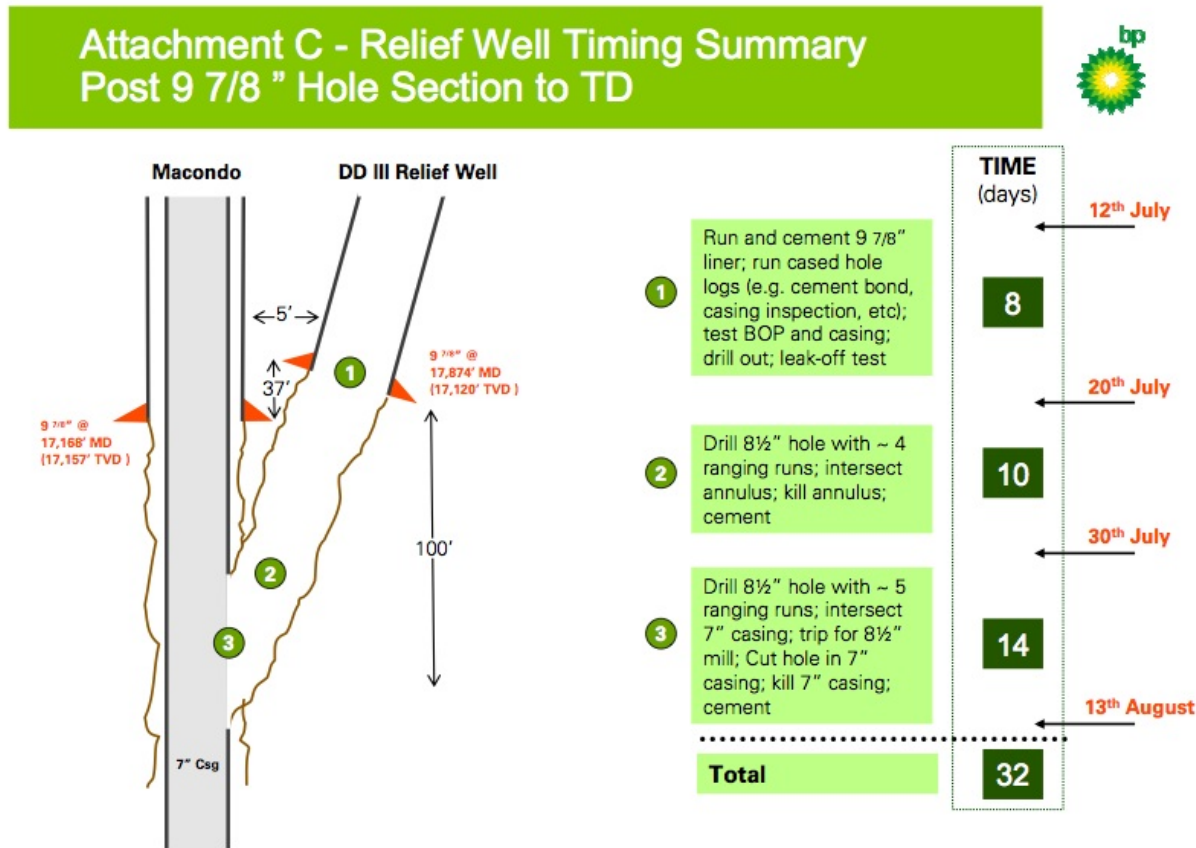 Attachment C - Relief Well Timing Summary
Post 9 7/8 " Hole Section to TD
bp
Macondo
DD III Relief Well
5'
37'
1
9 7/8" @
17,874' MD
(17,120' TVD )
9 7/8" @
17,168' MD
(17,157' TVD )
100'
2
3
7" Csg
TIME
(days)
12th July
1
Run and cement 9 7/8"
liner; run cased hole
logs (e.g. cement bond,
casing inspection, etc);
test BOP and casing;
drill out; leak-off test
8
20th July
2
Drill 8½" hole with ~ 4
ranging runs; intersect
annulus; kill annulus;
cement
10
30th July
3
Drill 8½" hole with ~ 5
ranging runs; intersect
7" casing; trip for 8½"
mill; Cut hole in 7"
casing; kill 7" casing;
cement
14
13th August
Total
32